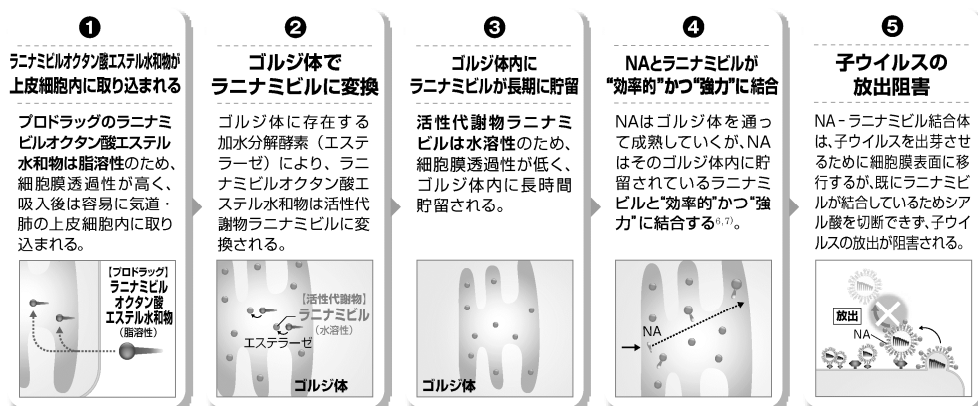 ❶
ラニナミビルオクタン酸エステル水和物が
上皮細胞内に取り込まれる
プロドラッグのラニナミ
ビルオクタン酸エステル
水和物は脂溶性のため、
細胞膜透過性が高く、
吸入後は容易に気道・
肺の上皮細胞内に取り
込まれる。
【プロドラッグ】
ラニナミビル
オクタン酸
エステル水和物
(脂溶性)
❷
ゴルジ体で
ラニナミビルに変換
ゴルジ体に存在する
加水分解酵素(エステ
ラーゼ)により、ラニ
ナミビルオクタン酸エ
ステル水和物は活性代
謝物ラニナミビルに変
換される。
【活性代謝物】
ラニナミビル
(水溶性)
エステラーゼ
ゴルジ体
❸
ゴルジ体内に
ラニナミビルが長期に貯留
活性代謝物ラニナミ
ビルは水溶性のため、
細胞膜透過性が低く、
ゴルジ体内に長時間
貯留される。
ゴルジ体
❹
NAとラニナミビルが
“効率的”かつ“強力”に結合
NAはゴルジ体を通っ
て成熟していくが、NA
はそのゴルジ体内に貯
留されているラニナミ
ビルと“効率的”かつ“強
力”に結合する6,7)。
NA
❺
子ウイルスの
放出阻害
NA-ラニナミビル結合体
は、子ウイルスを出芽させ
るために細胞膜表面に移
行するが、既にラニナミビ
ルが結合しているためシア
ル酸を切断できず、子ウイ
ルスの放出が阻害される。
放出
NA